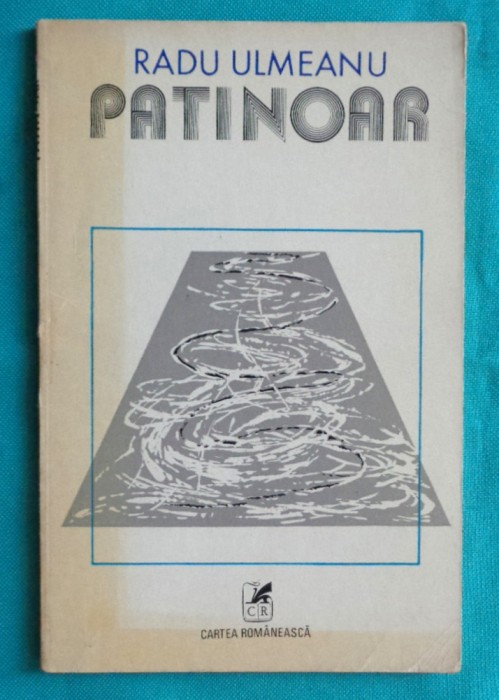 RADU ULMEANU
PATINOAR
CR
CARTEA ROMÂNEASCĂ